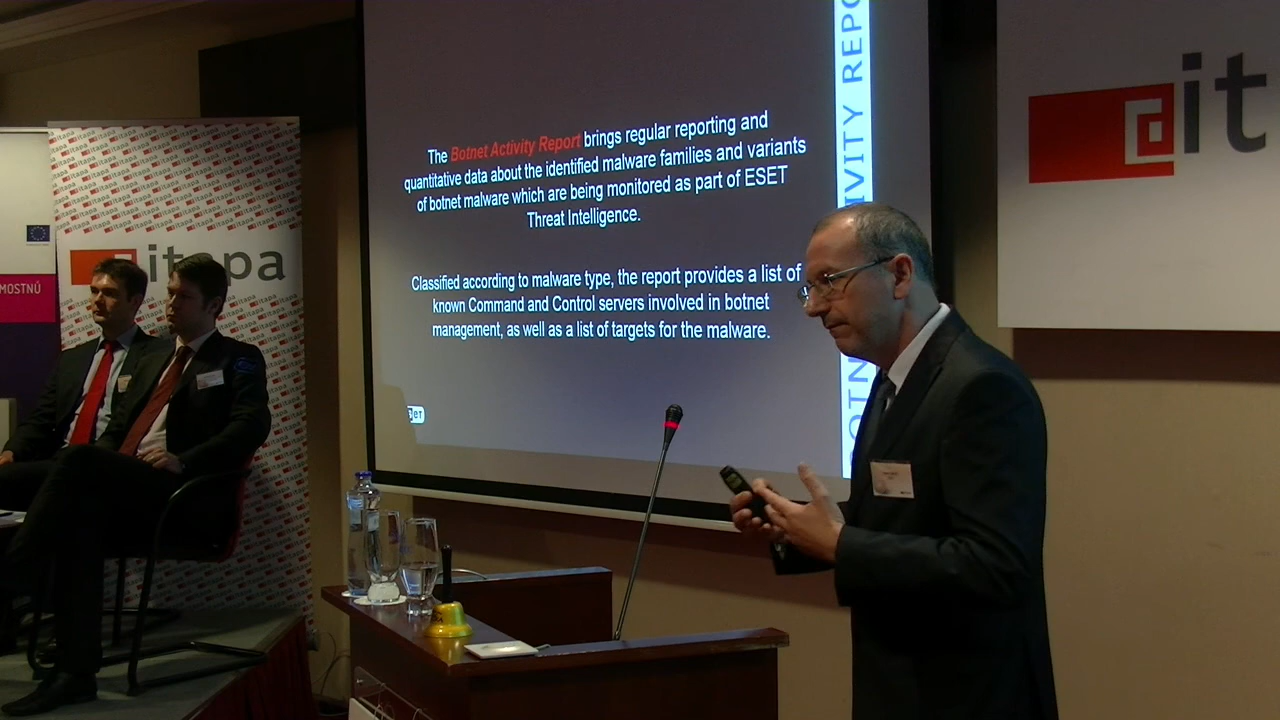 The Botnet Activity Report brings regular reporting and
quantitative data about the identified malware families and variants
of botnet malware which are being monitored as part of ESET
Threat Intelligence.
Classified according to malware type, the report provides a list of
known Command and Control servers involved in botnet
management, as well as a list of targets for the malware.
eseT
OTN
IVITY REPO
it
itapa
MOSTNÚ